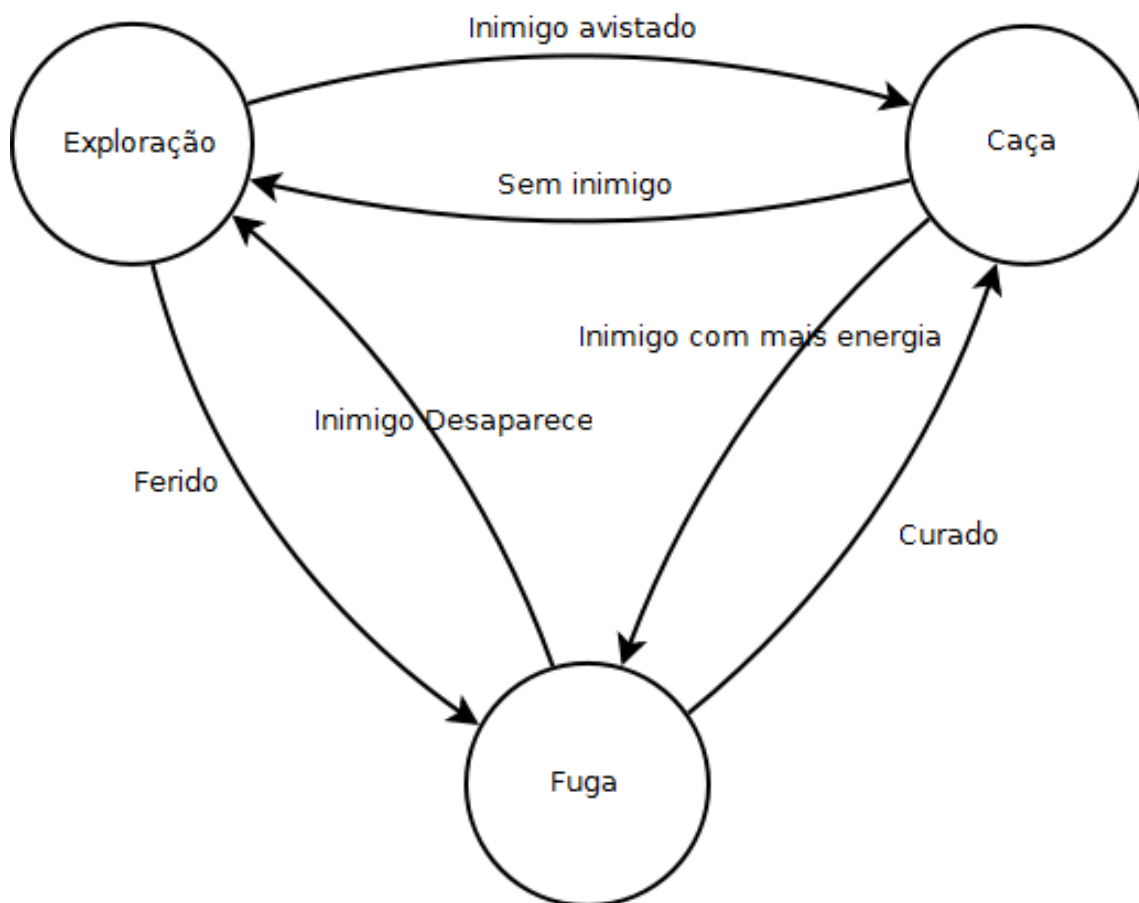 Inimigo avistado
Exploração
Caça
Sem inimigo
Inimigo com mais energia
Inimigo Desaparece
Ferido
Curado
Fuga